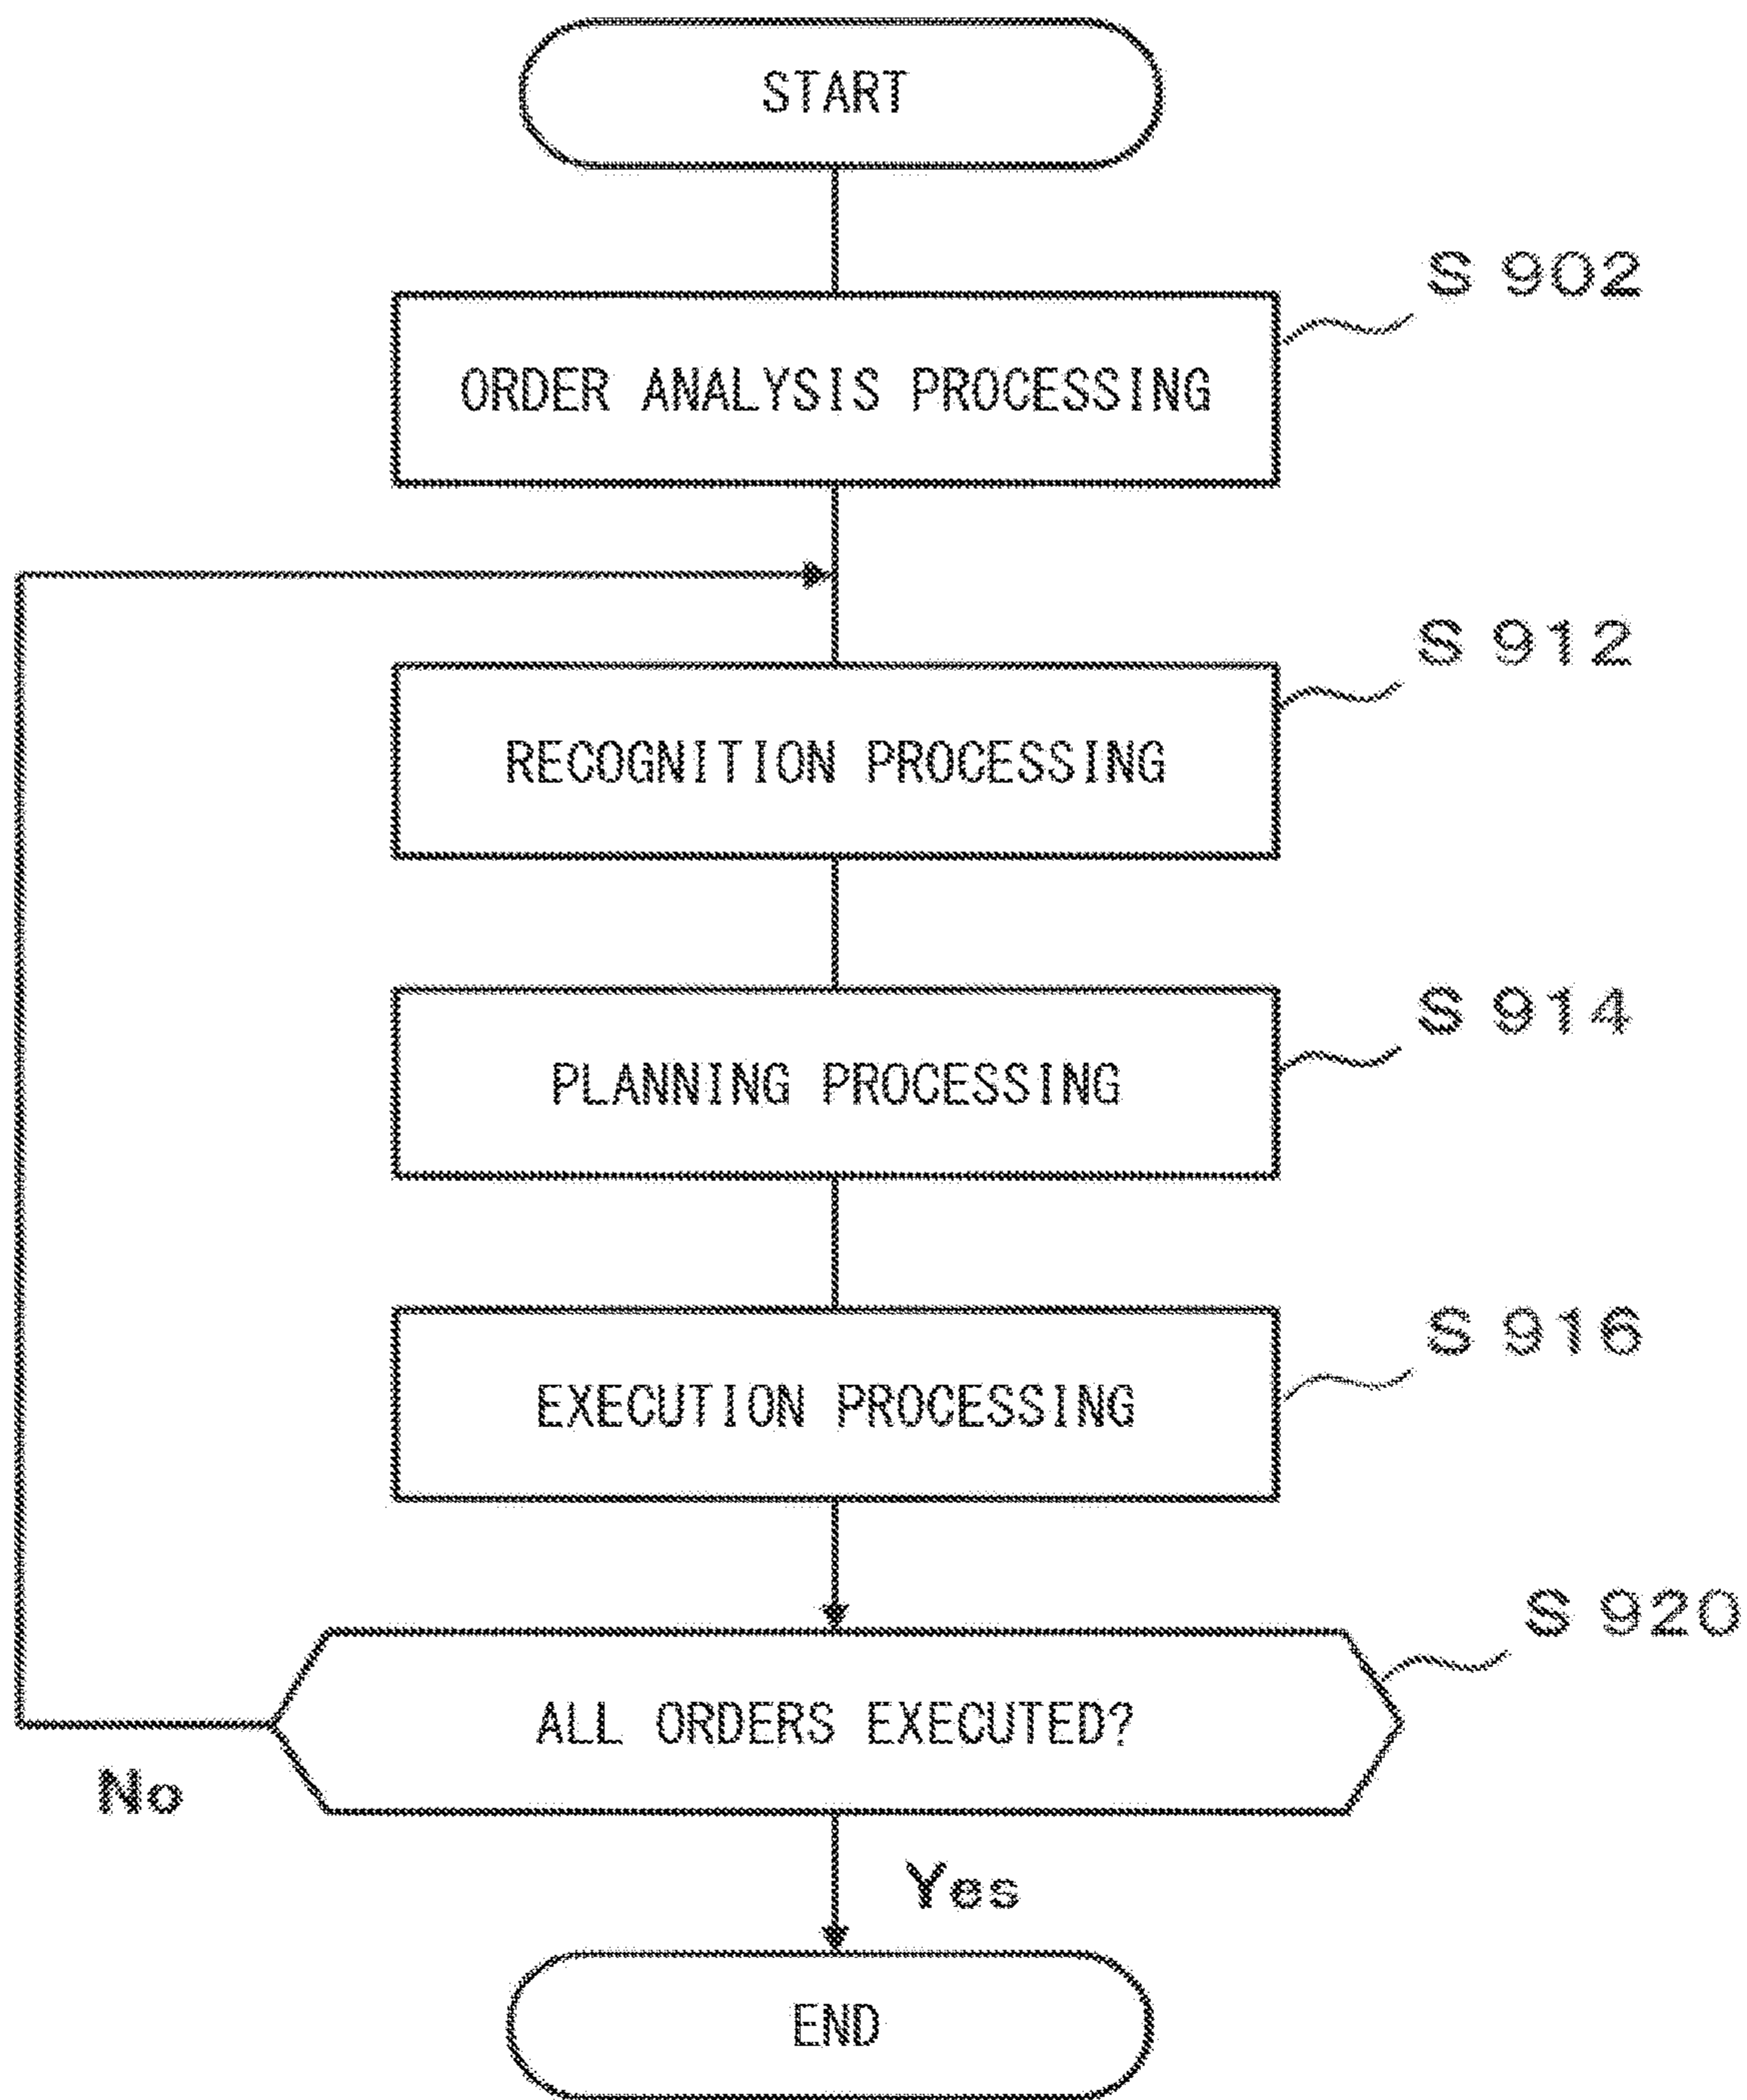 START
S 902
ORDER ANALYSIS PROCESSING
S 912
RECOGNITION PROCESSING
S 914
PLANNING PROCESSING
S 916
EXECUTION PROCESSING
S 920
ALL ORDERS EXECUTED?
No
Yes
END